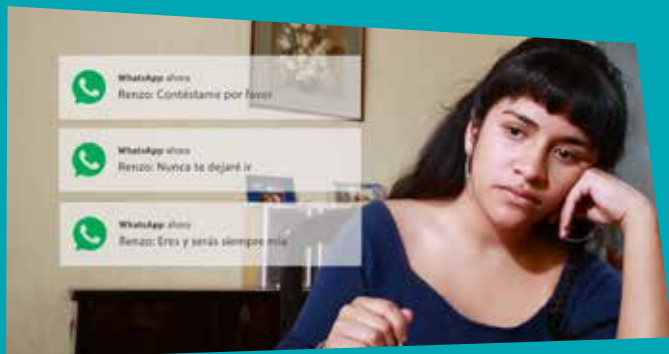 WhatsApp ahora
Renzo: Contéstame por favor
WhatsApp ahora
Renzo: Nunca te dejaré ir
WhatsApp ahora
Renzo: Eres y serás siempre mía